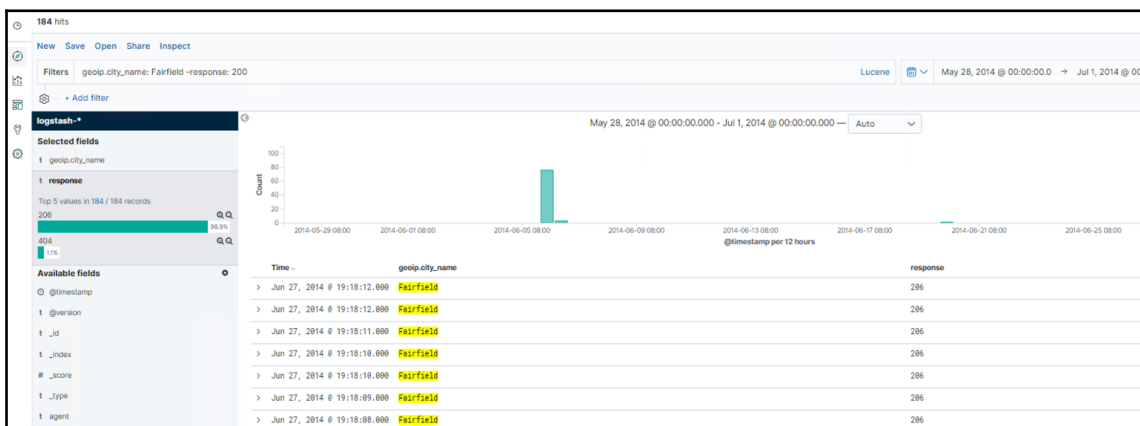 184 hits
New Save Open Share Inspect
Filters geoip.city_name: Fairfield -response: 200 Lucene May 28, 2014 @ 00:00:00.0 → Jul 1, 2014 @ 00
+ Add filter
logstash-*
May 28, 2014 @ 00:00:00.000 - Jul 1, 2014 @ 00:00:00.000 — Auto
Selected fields
t geoip.city_name
t response
Top 5 values in 184 / 184 records
206
98.9%
404
1.1%
Available fields
@timestamp
t @version
t _id
t _index
# _score
t _type
t agent
Count
100
80
60
40
20
0
2014-05-29 08:00 2014-06-01 08:00 2014-06-05 08:00 2014-06-09 08:00 2014-06-13 08:00 2014-06-17 08:00 2014-06-21 08:00 2014-06-25 08:00
@timestamp per 12 hours
Time geoip.city_name response
> Jun 27, 2014 @ 19:18:12.000 Fairfield 206
> Jun 27, 2014 @ 19:18:12.000 Fairfield 206
> Jun 27, 2014 @ 19:18:11.000 Fairfield 206
> Jun 27, 2014 @ 19:18:10.000 Fairfield 206
> Jun 27, 2014 @ 19:18:10.000 Fairfield 206
> Jun 27, 2014 @ 19:18:09.000 Fairfield 206
> Jun 27, 2014 @ 19:18:08.000 Fairfield 206